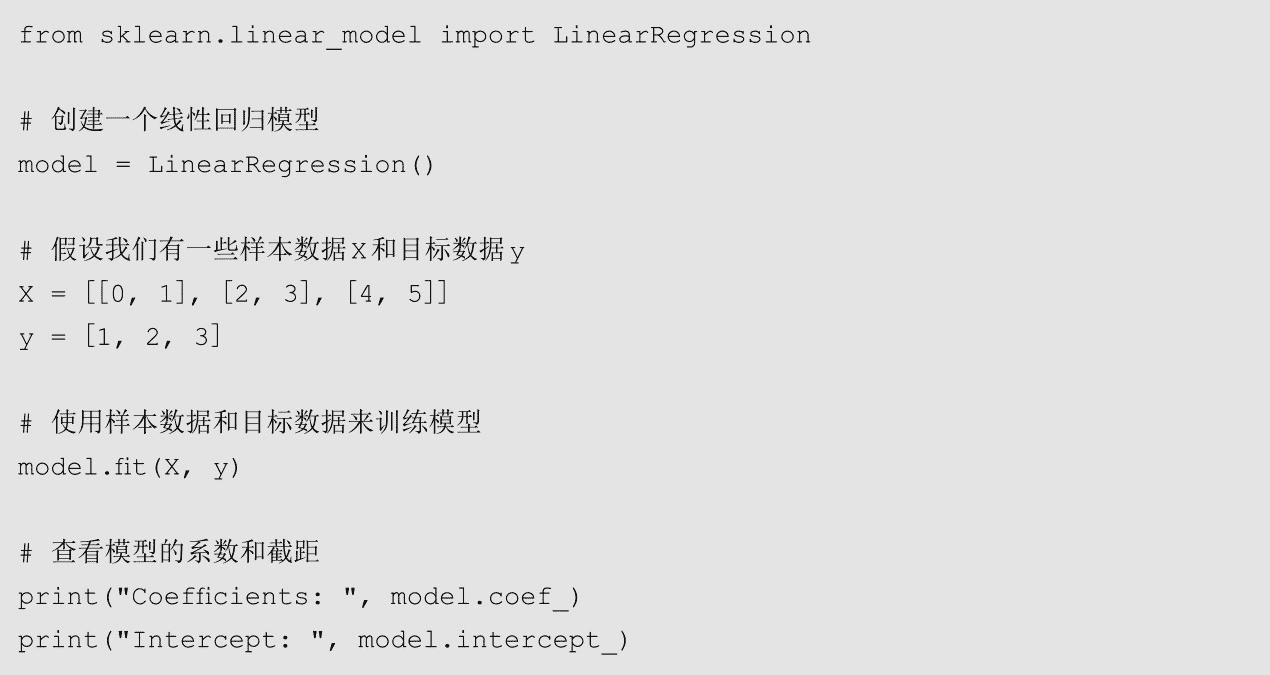 from sklearn.linear_model import LinearRegression
# 创建一个线性回归模型
model = LinearRegression()
# 假设我们有一些样本数据X和目标数据y
X = [[0, 1], [2, 3], [4, 5]]
y = [1, 2, 3]
# 使用样本数据和目标数据来训练模型
model.fit(X, y)
# 查看模型的系数和截距
print("Coefficients: ", model.coef_)
print("Intercept: ", model.intercept_)